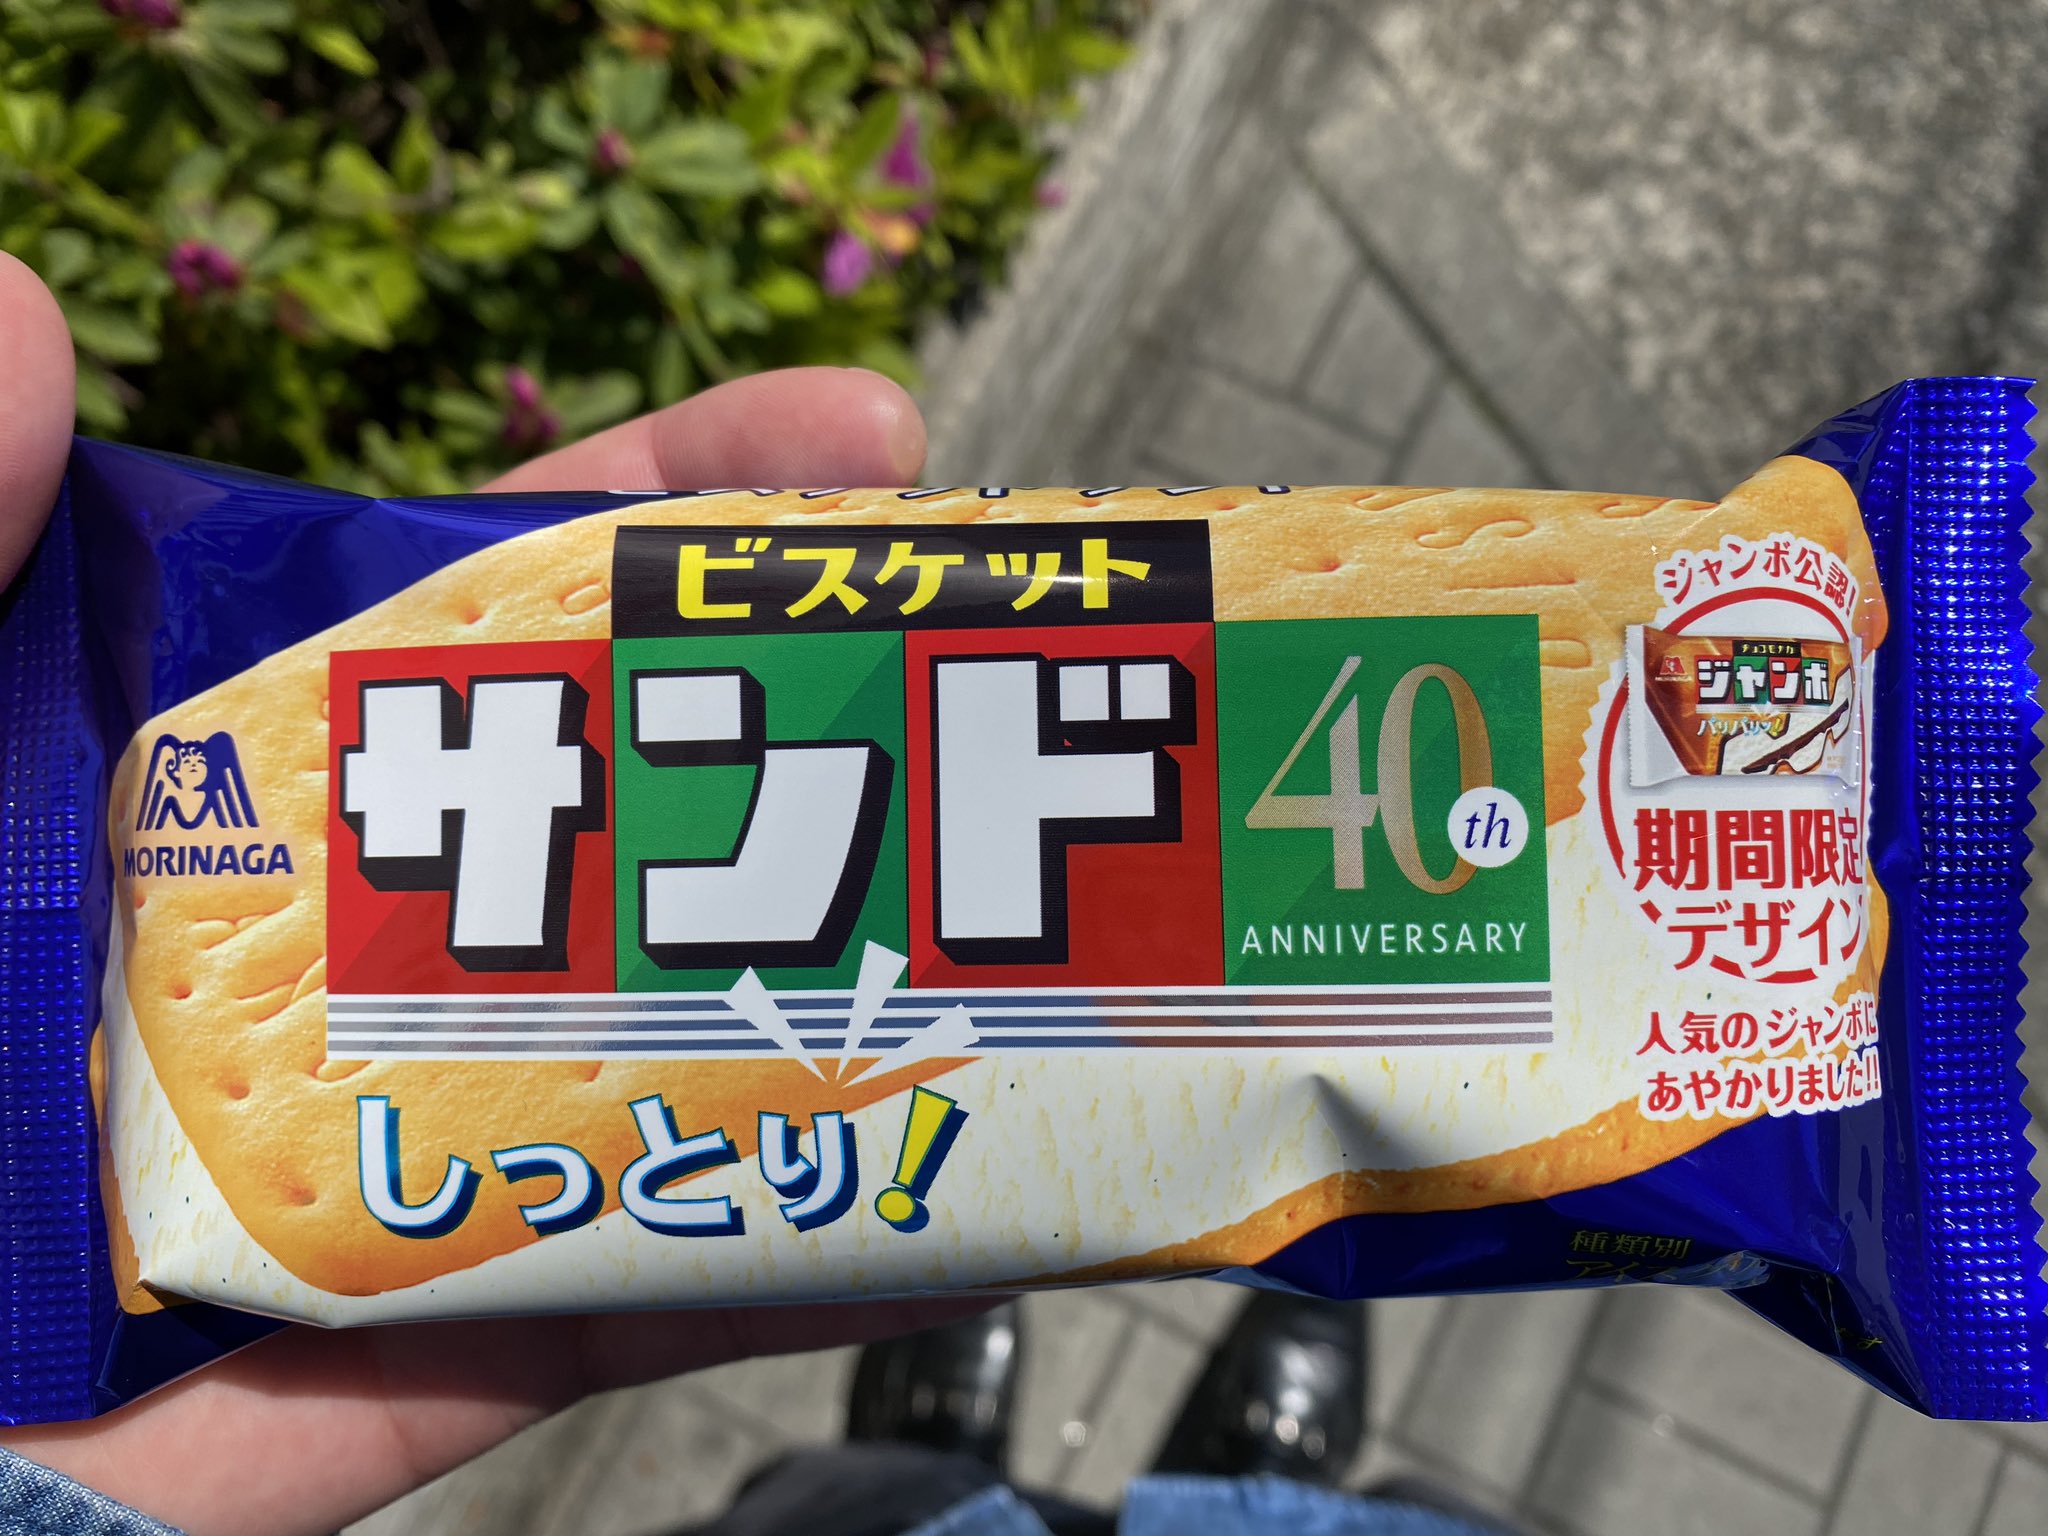 ビスケット
サンド
40th
ANNIVERSARY
MORINAGA
しっとり!
ジャンボ公認!
チョコモナカ
ジャンボ
パリパリッ!
期間限定
デザイン
人気のジャンボに
あやかりました!!
種類別